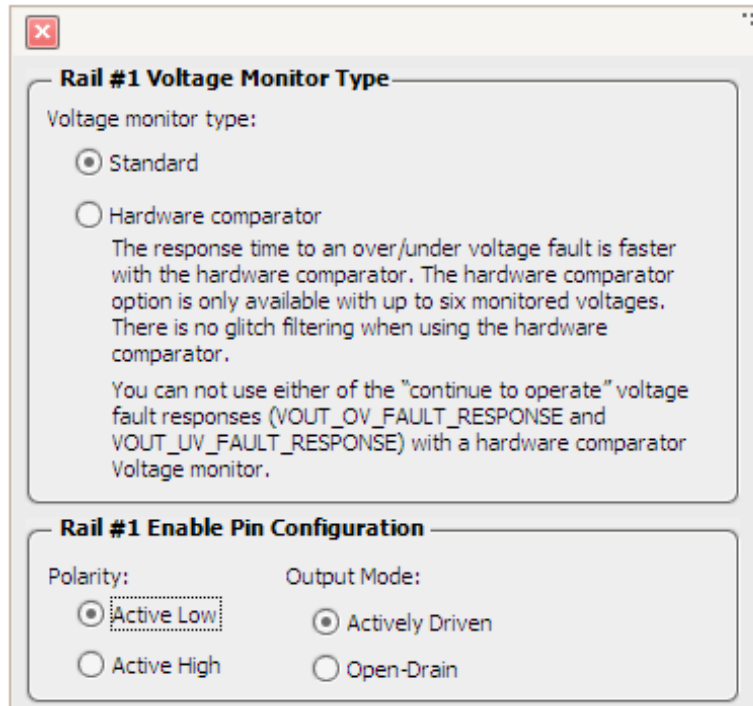 Rail #1 Voltage Monitor Type
Voltage monitor type:
Standard
Hardware comparator
The response time to an over/under voltage fault is faster
with the hardware comparator. The hardware comparator
option is only available with up to six monitored voltages.
There is no glitch filtering when using the hardware
comparator.
You can not use either of the “continue to operate” voltage
fault responses (VOUT_OV_FAULT_RESPONSE and
VOUT_UV_FAULT_RESPONSE) with a hardware comparator
Voltage monitor.
Rail #1 Enable Pin Configuration
Polarity: Output Mode:
Active Low Actively Driven
Active High Open-Drain